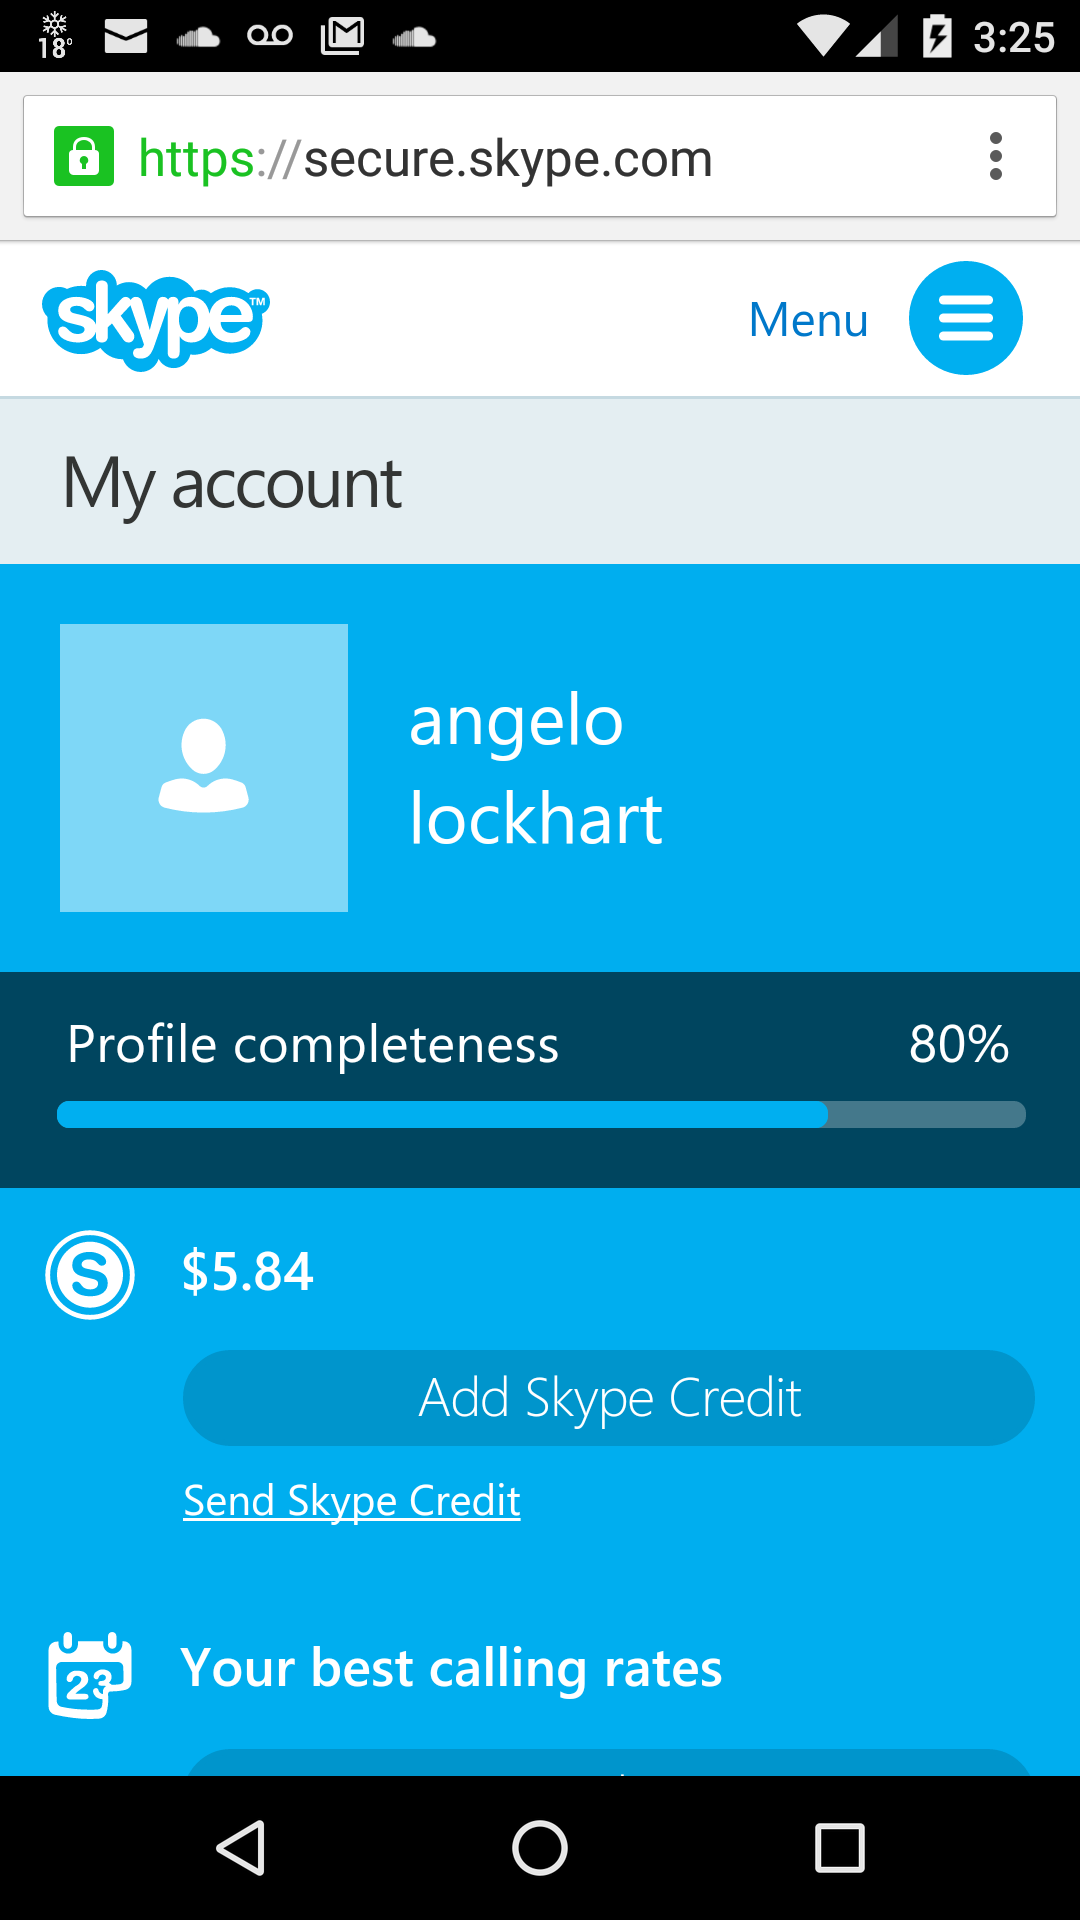 18° 3:25
https://secure.skype.com
skype™ Menu
My account
angelo
lockhart
Profile completeness 80%
S $5.84
Add Skype Credit
Send Skype Credit
23 Your best calling rates